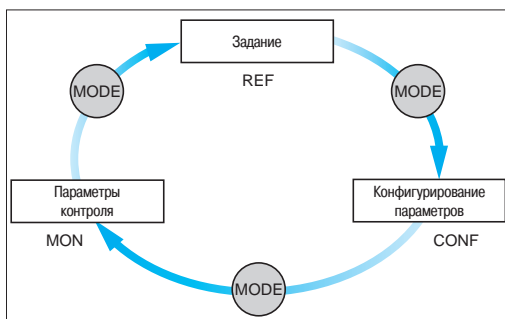 Задание
REF
MODE
MODE
Параметры
контроля
MON
Конфигурирование
параметров
CONF
MODE